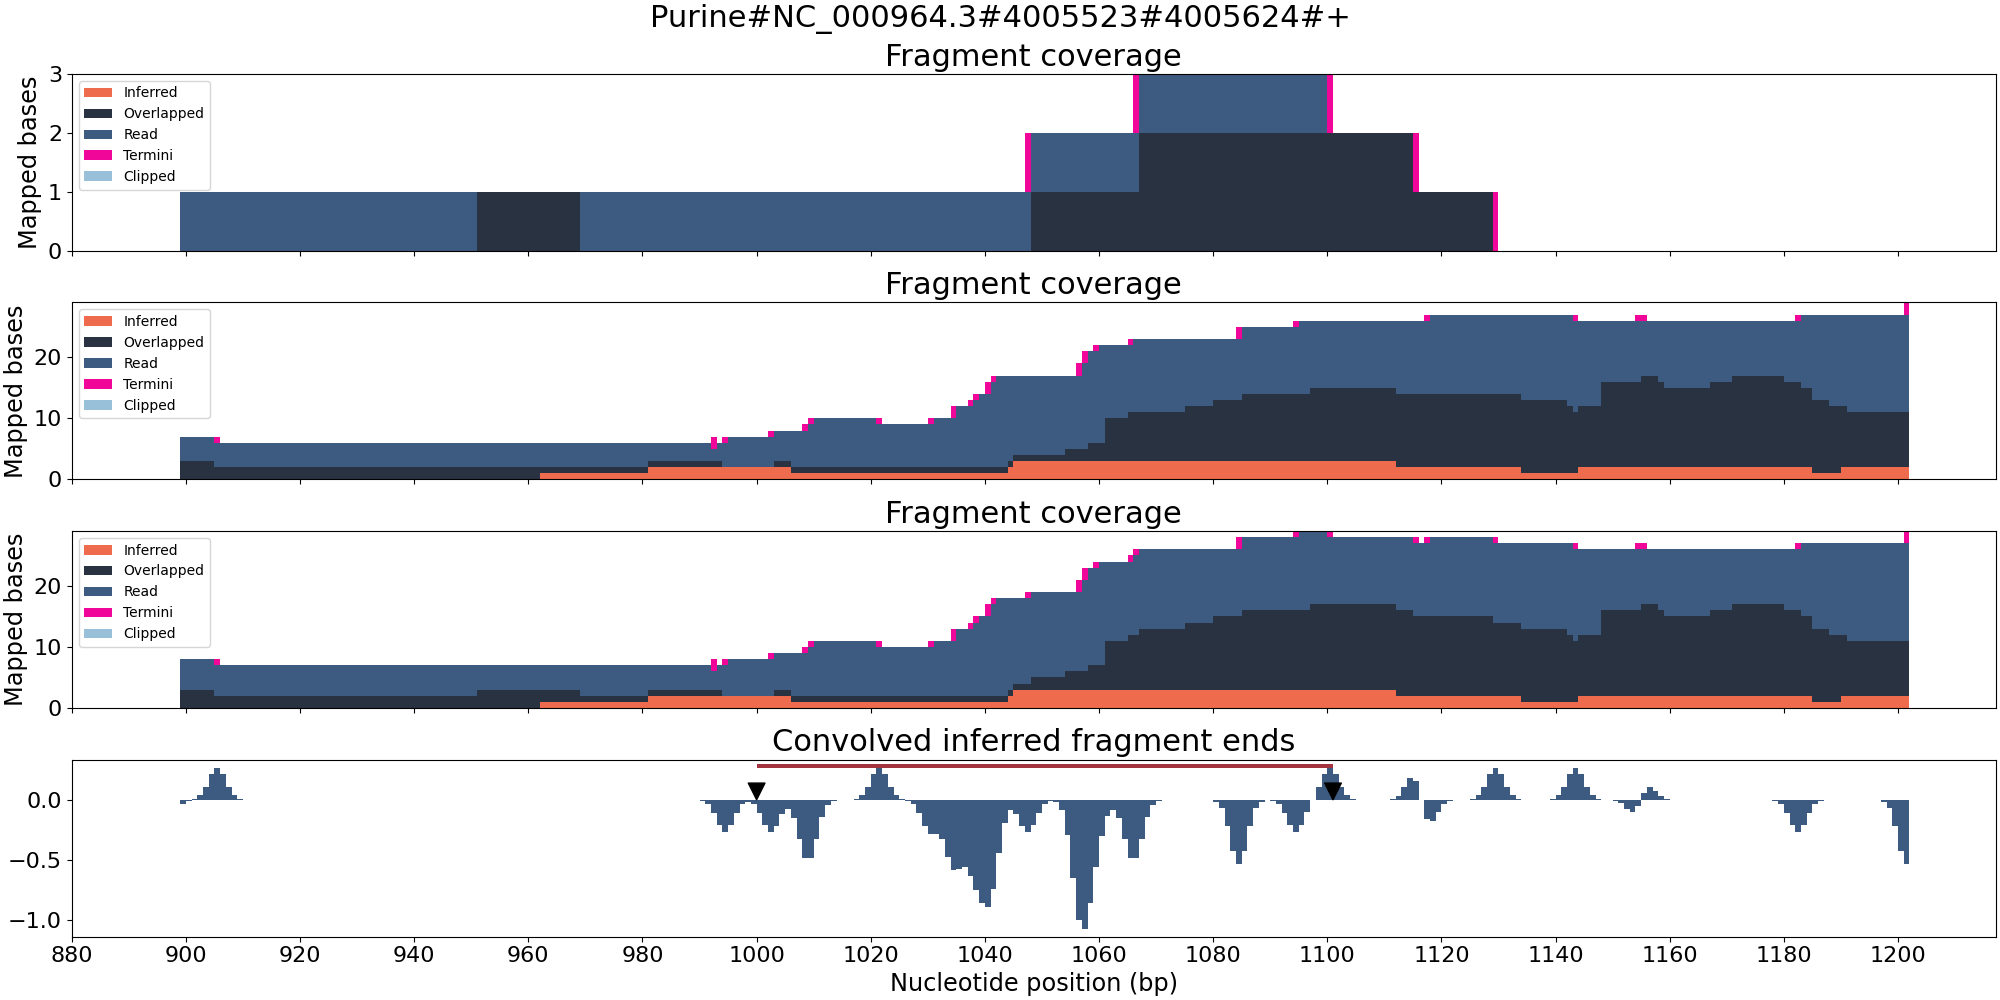 Purine#NC_000964.3#4005523#4005624#+
Fragment coverage
Mapped bases
3
2
1
0
Inferred
Overlapped
Read
Termini
Clipped
Fragment coverage
Mapped bases
20
10
0
Inferred
Overlapped
Read
Termini
Clipped
Fragment coverage
Mapped bases
20
10
0
Inferred
Overlapped
Read
Termini
Clipped
Convolved inferred fragment ends
0.0
−0.5
−1.0
880 900 920 940 960 980 1000 1020 1040 1060 1080 1100 1120 1140 1160 1180 1200
Nucleotide position (bp)